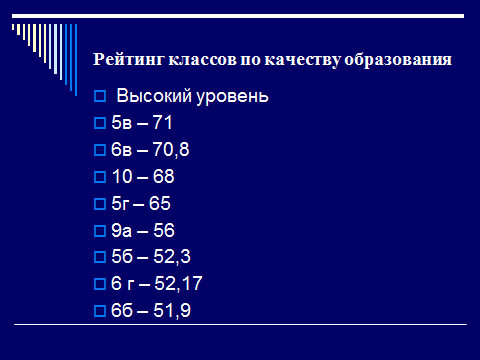 Рейтинг классов по качеству образования
Высокий уровень
5в – 71
6в – 70,8
10 – 68
5г – 65
9а – 56
5б – 52,3
6 г – 52,17
6б – 51,9